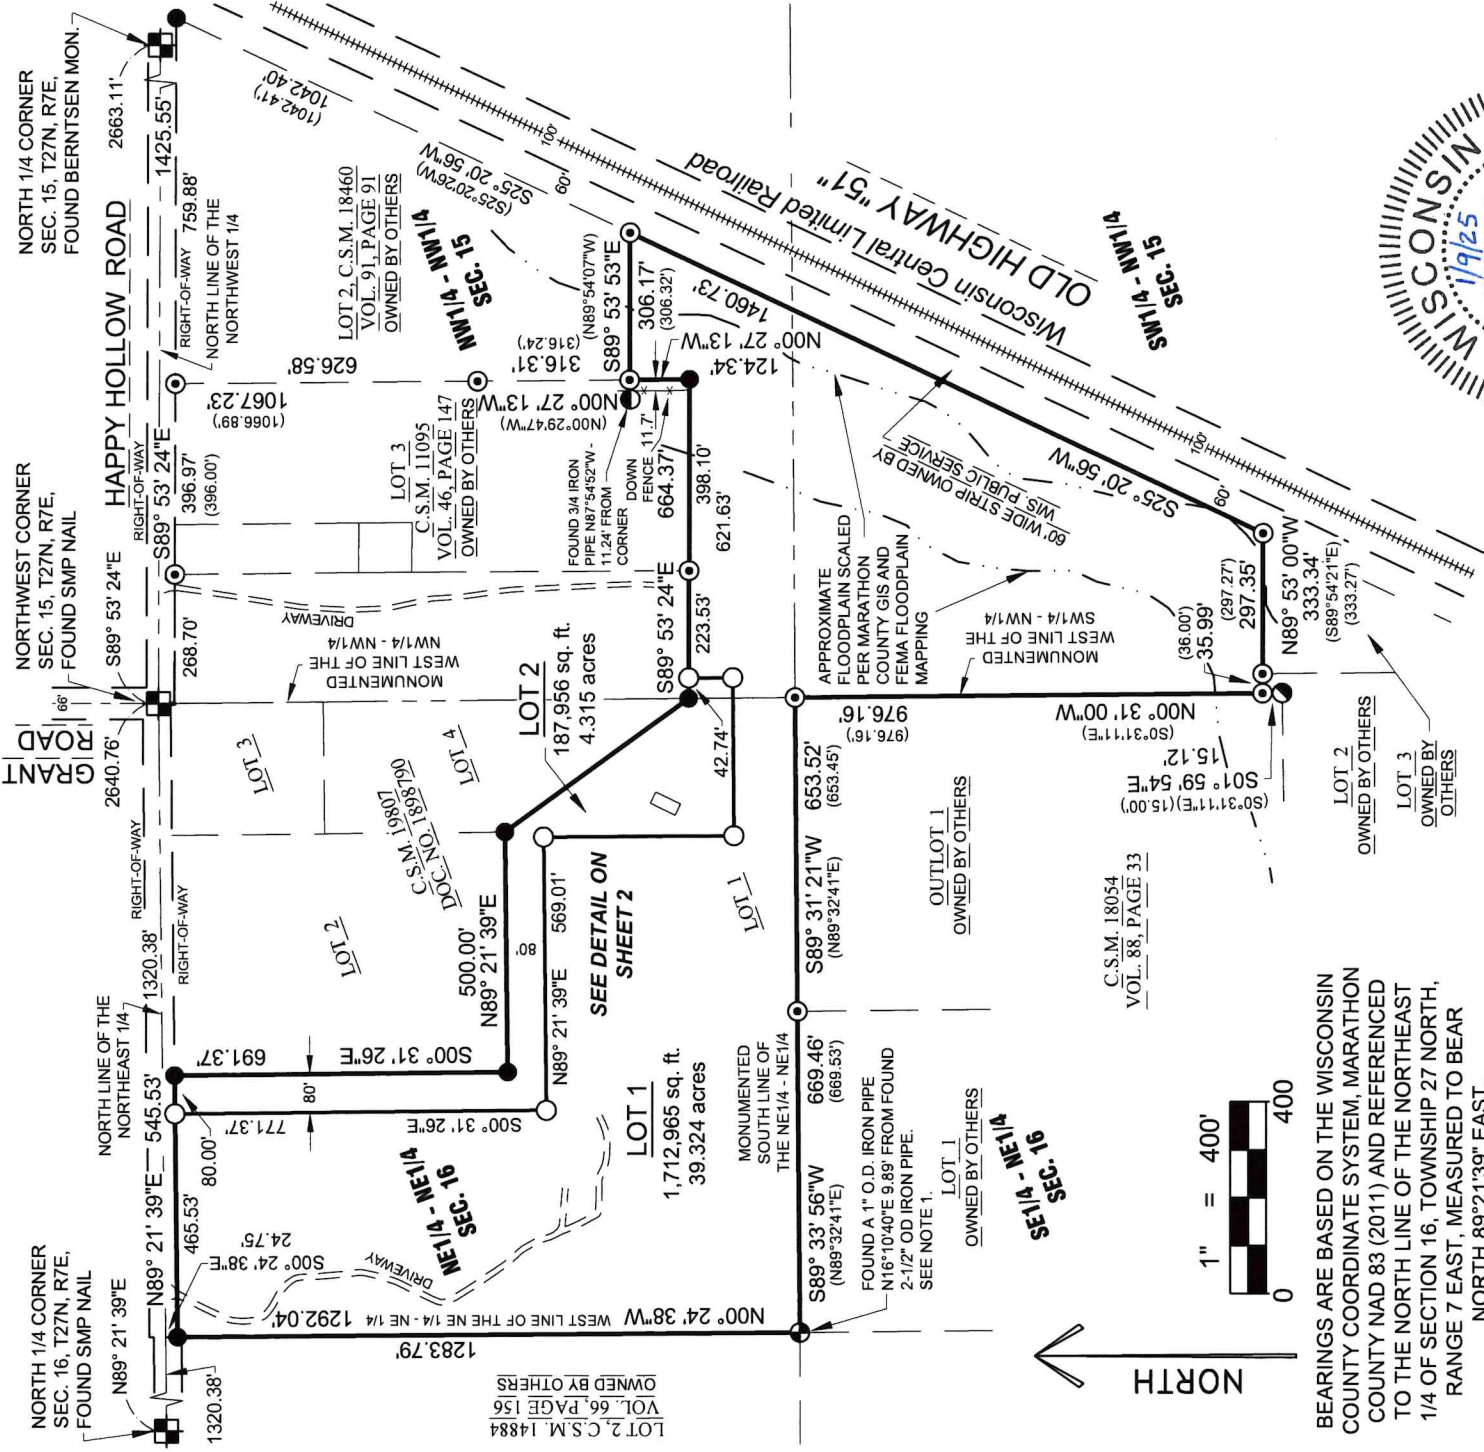 NORTH 1/4 CORNER
SEC. 16, T27N, R7E,
FOUND SMP NAIL
N89° 21' 39"E
1320.38'
N89° 21' 39"E
545.53'
1320.38'
465.53'
80.00'
24.75'
S00° 24' 38"E
NORTH LINE OF THE
NORTHEAST 1/4
RIGHT-OF-WAY
RIGHT-OF-WAY
2640.76'
GRANT
ROAD
66'
NORTHWEST CORNER
SEC. 15, T27N, R7E,
FOUND SMP NAIL
S89° 53' 24"E
268.70'
S89° 53' 24"E
396.97'
(396.00')
RIGHT-OF-WAY
HAPPY HOLLOW ROAD
RIGHT-OF-WAY
759.88'
1425.55'
2663.11'
NORTH LINE OF THE
NORTHWEST 1/4
NORTH 1/4 CORNER
SEC. 15, T27N, R7E,
FOUND BERNTSEN MON.
(1042.41')
1042.40'
(S25°20'26W)
S25° 20' 56"W
100'
60'
LOT 2, C.S.M. 18460
VOL. 91, PAGE 91
OWNED BY OTHERS
NW1/4 - NW1/4
SEC. 15
626.58'
1067.23'
(1066.89')
316.31'
(316.24')
N00° 27' 13"W
(N00°29'47"W)
LOT 3
C.S.M. 11095
VOL. 46, PAGE 147
OWNED BY OTHERS
(N89°54'07"W)
S89° 53' 53"E
306.17'
(306.32')
N00° 27' 13"W
124.34'
FOUND 3/4 IRON
PIPE N87°54'52"W -
11.24' FROM
CORNER
DOWN
FENCE
11.7'
664.37'
398.10'
621.63'
S89° 53' 24"E
223.53'
42.74'
DRIVEWAY
MONUMENTED
WEST LINE OF THE
NW1/4 - NW1/4
LOT 2
187,956 sq. ft.
4.315 acres
LOT 3
LOT 4
C.S.M. 19807
DOC. NO. 1898790
LOT 2
LOT 1
500.00'
N89° 21' 39"E
80'
N89° 21' 39"E
569.01'
SEE DETAIL ON
SHEET 2
691.37'
S00° 31' 26"E
80'
771.37'
S00° 31' 26"E
LOT 1
1,712,965 sq. ft.
39.324 acres
NE1/4 - NE1/4
SEC. 16
DRIVEWAY
N00° 24' 38"W
WEST LINE OF THE NE 1/4 - NE 1/4
1292.04'
1283.79'
LOT 2, C.S.M. 14884
VOL. 66, PAGE 156
OWNED BY OTHERS
MONUMENTED
SOUTH LINE OF
THE NE1/4 - NE1/4
S89° 33' 56"W
669.46'
(N89°32'41"E)
(669.53')
S89° 31' 21"W
653.52'
(N89°32'41"E)
(653.45')
FOUND A 1" O.D. IRON PIPE
N16°10'40"E 9.89' FROM FOUND
2-1/2" OD IRON PIPE.
SEE NOTE 1.
LOT 1
OWNED BY OTHERS
SE1/4 - NE1/4
SEC. 16
OUTLOT 1
OWNED BY OTHERS
C.S.M. 18054
VOL. 88, PAGE 33
976.16'
(976.16')
N00° 31' 00"W
(S0°31'11"E)
MONUMENTED
WEST LINE OF THE
SW1/4 - NW1/4
APPROXIMATE
FLOODPLAIN SCALED
PER MARATHON
COUNTY GIS AND
FEMA FLOODPLAIN
MAPPING
60' WIDE STRIP OWNED BY
WIS. PUBLIC SERVICE
1460.73'
S25° 20' 56"W
Wisconsin Central Limited Railroad
OLD HIGHWAY "51"
SW1/4 - NW1/4
SEC. 15
60'
100'
(36.00')
35.99'
(297.27')
297.35'
N89° 53' 00"W
333.34'
(S89°54'21"E)
(333.27')
15.12'
S01° 59' 54"E
(S0°31'11"E) (15.00')
LOT 2
OWNED BY OTHERS
LOT 3
OWNED BY
OTHERS
WISCONSIN
1/9/25
NORTH
1" = 400'
0
400
BEARINGS ARE BASED ON THE WISCONSIN
COUNTY COORDINATE SYSTEM, MARATHON
COUNTY NAD 83 (2011) AND REFERENCED
TO THE NORTH LINE OF THE NORTHEAST
1/4 OF SECTION 16, TOWNSHIP 27 NORTH,
RANGE 7 EAST, MEASURED TO BEAR
NORTH 89°21'39" EAST